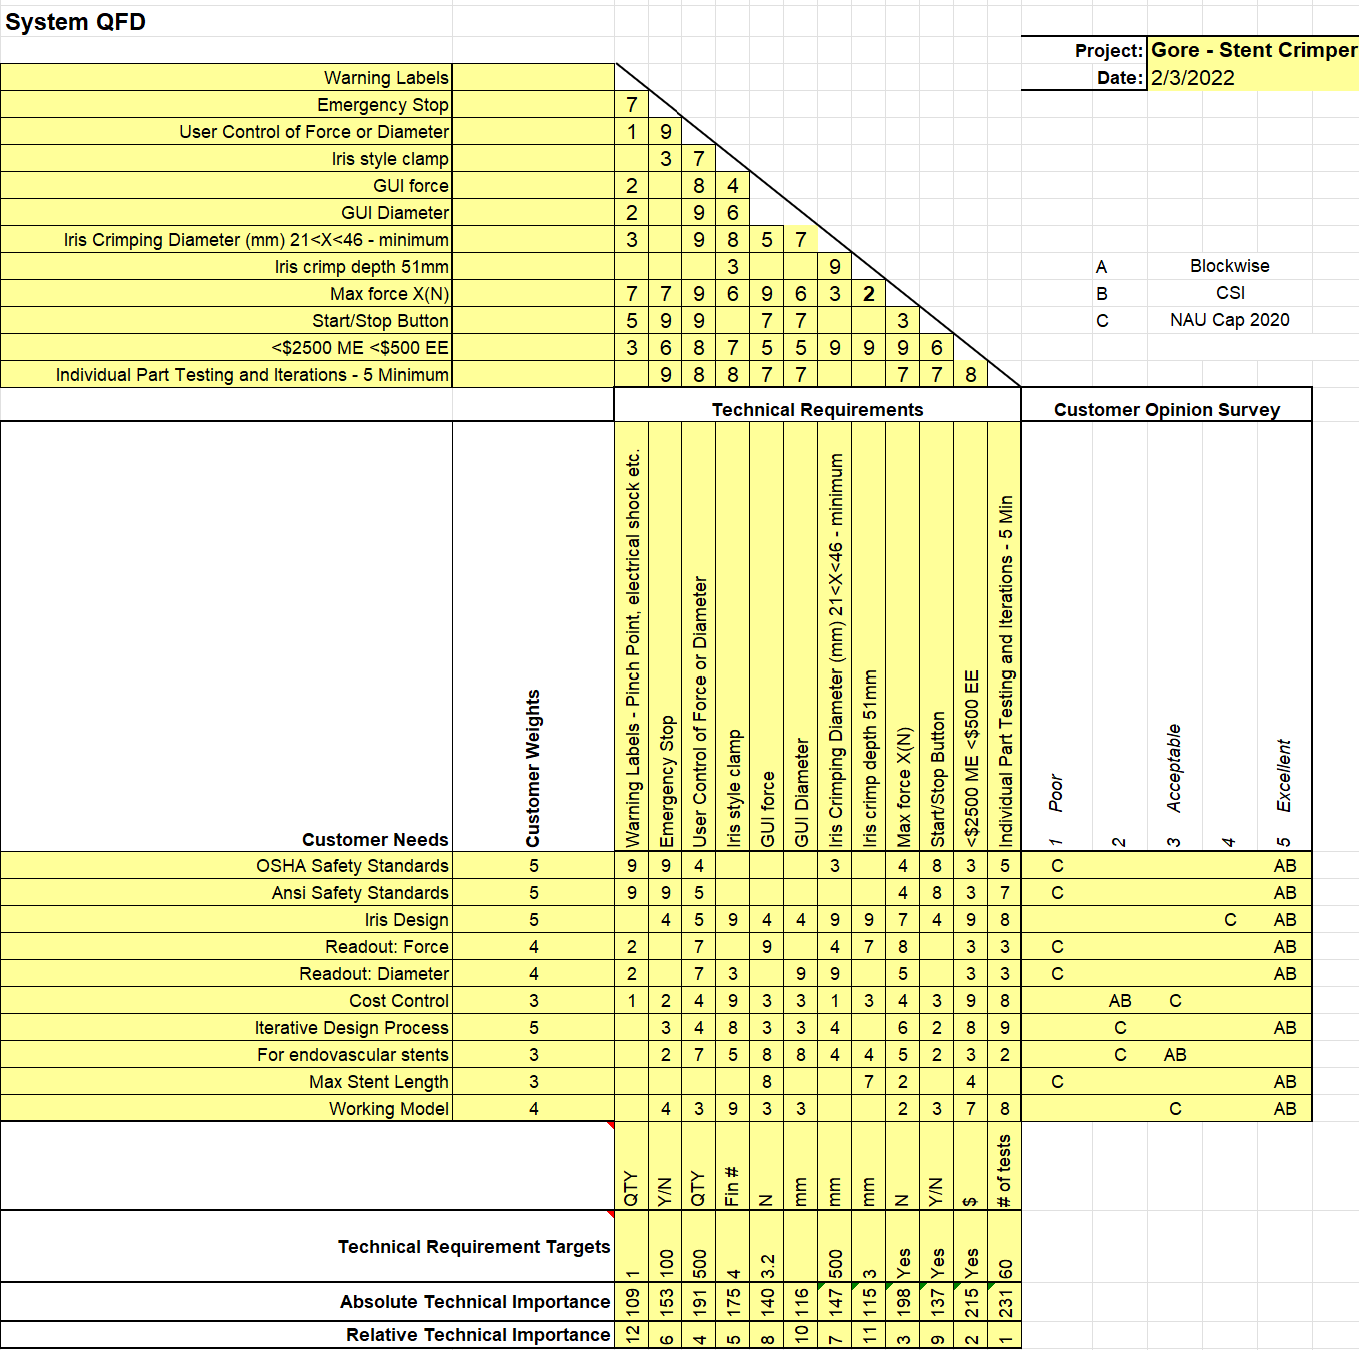 System QFD
Project: Gore - Stent Crimper
Date: 2/3/2022
Warning Labels
Emergency Stop 7
User Control of Force or Diameter 1 9
Iris style clamp 3 7
GUI force 2 8 4
GUI Diameter 2 9 6
Iris Crimping Diameter (mm) 21<X<46 - minimum 3 9 8 5 7
Iris crimp depth 51mm 3 9
A Blockwise
Max force X(N) 7 7 9 6 9 6 3 2
B CSI
Start/Stop Button 5 9 9 7 7 3
C NAU Cap 2020
<$2500 ME <$500 EE 3 6 8 7 5 5 9 9 9 6
Individual Part Testing and Iterations - 5 Minimum 9 8 8 7 7 7 7 8
Technical Requirements
Customer Opinion Survey
Customer Needs
Customer Weights
Warning Labels - Pinch Point, electrical shock etc.
Emergency Stop
User Control of Force or Diameter
Iris style clamp
GUI force
GUI Diameter
Iris Crimping Diameter (mm) 21<X<46 - minimum
Iris crimp depth 51mm
Max force X(N)
Start/Stop Button
<$2500 ME <$500 EE
Individual Part Testing and Iterations - 5 Min
1 Poor
2
3 Acceptable
4
5 Excellent
OSHA Safety Standards 5 9 9 4 3 4 8 3 5 C AB
Ansi Safety Standards 5 9 9 5 4 8 3 7 C AB
Iris Design 5 4 5 9 4 4 9 9 7 4 9 8 C AB
Readout: Force 4 2 7 9 4 7 8 3 3 C AB
Readout: Diameter 4 2 7 3 9 9 5 3 3 C AB
Cost Control 3 1 2 4 9 3 3 1 3 4 3 9 8 AB C
Iterative Design Process 5 3 4 8 3 3 4 6 2 8 9 C AB
For endovascular stents 3 2 7 5 8 8 4 4 5 2 3 2 C AB
Max Stent Length 3 8 7 2 4 C AB
Working Model 4 4 3 9 3 3 2 3 7 8 C AB
QTY Y/N QTY Fin # N mm mm mm N Y/N $ # of tests
Technical Requirement Targets 1 100 500 4 3.2 500 3 Yes Yes Yes 60
Absolute Technical Importance 109 153 191 175 140 116 147 115 198 137 215 231
Relative Technical Importance 12 6 4 5 8 10 7 11 3 9 2 1